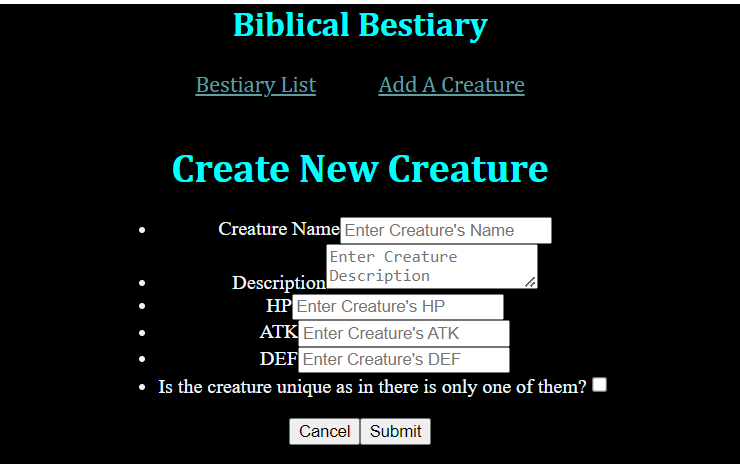 Biblical Bestiary
Bestiary List Add A Creature
Create New Creature
Creature Name Enter Creature's Name
Description Enter Creature
Description
HP Enter Creature's HP
ATK Enter Creature's ATK
DEF Enter Creature's DEF
Is the creature unique as in there is only one of them?
Cancel Submit